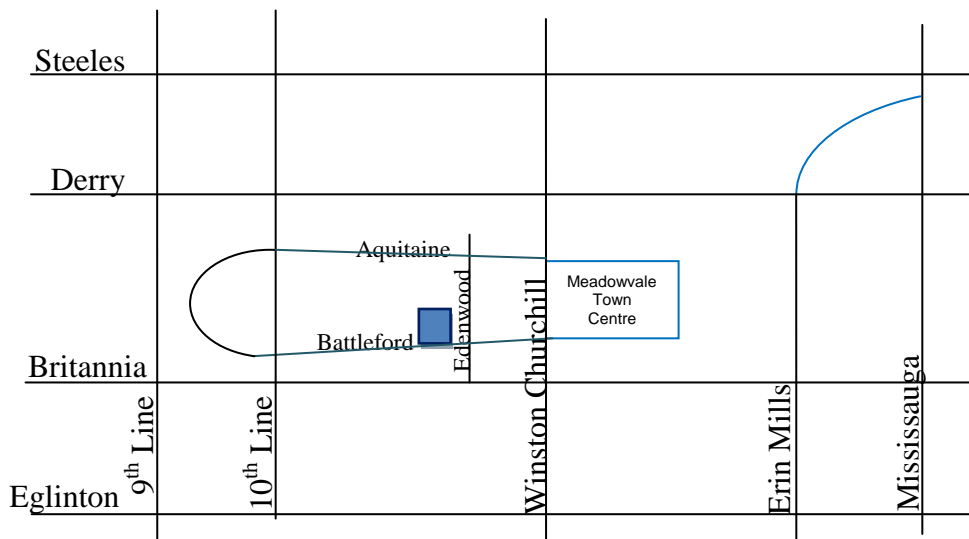 Steeles
Derry
Aquitaine
Edenwood
Battleford
Meadowvale
Town
Centre
Britannia
9th Line
10th Line
Winston Churchill
Erin Mills
Mississauga
Eglinton